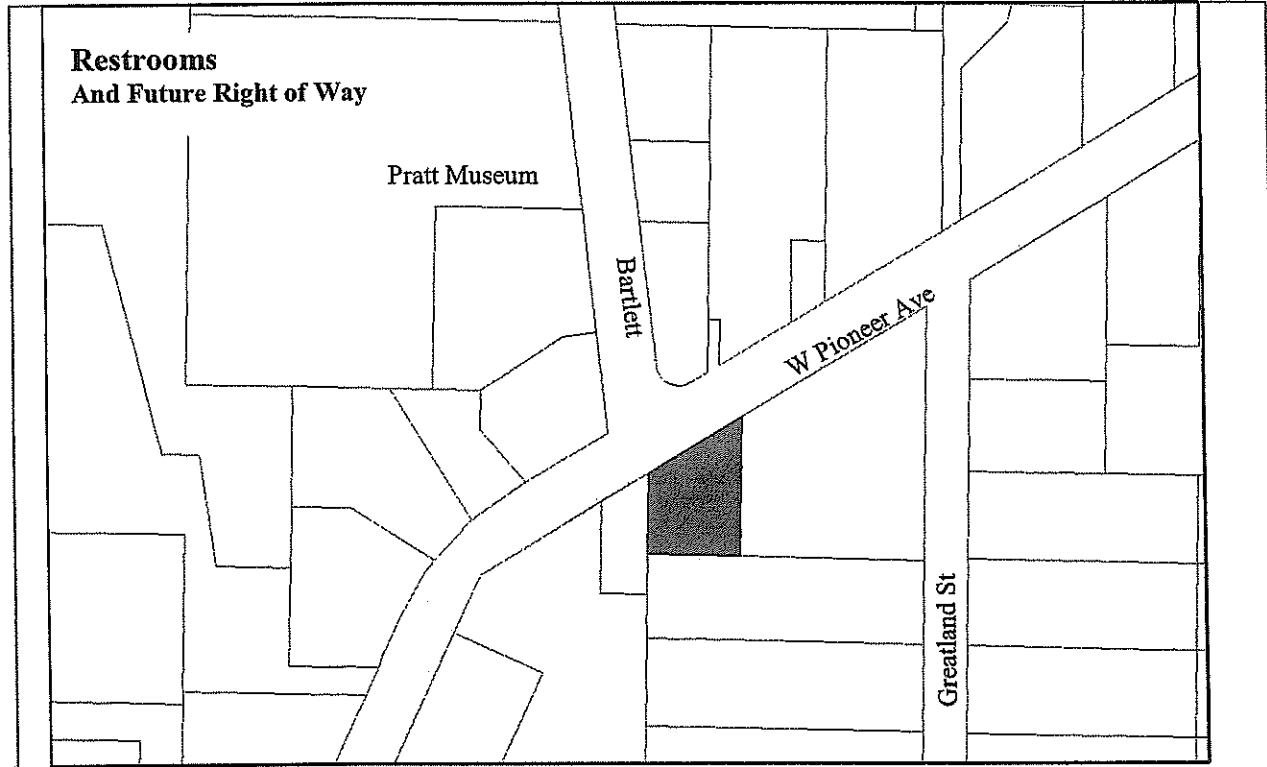 Restrooms
And Future Right of Way
Pratt Museum
Bartlett
W Pioneer Ave
Greatland St